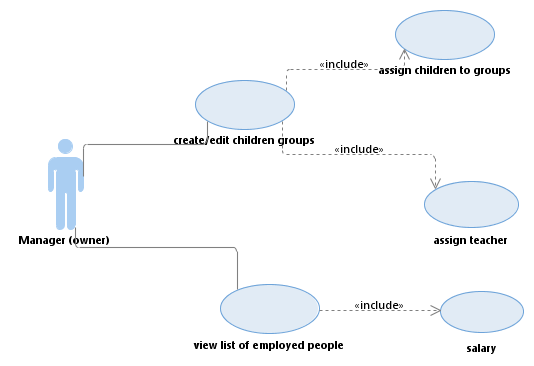 «include»
assign children to groups
create/edit children groups
«include»
Manager (owner)
assign teacher
«include»
view list of employed people
salary